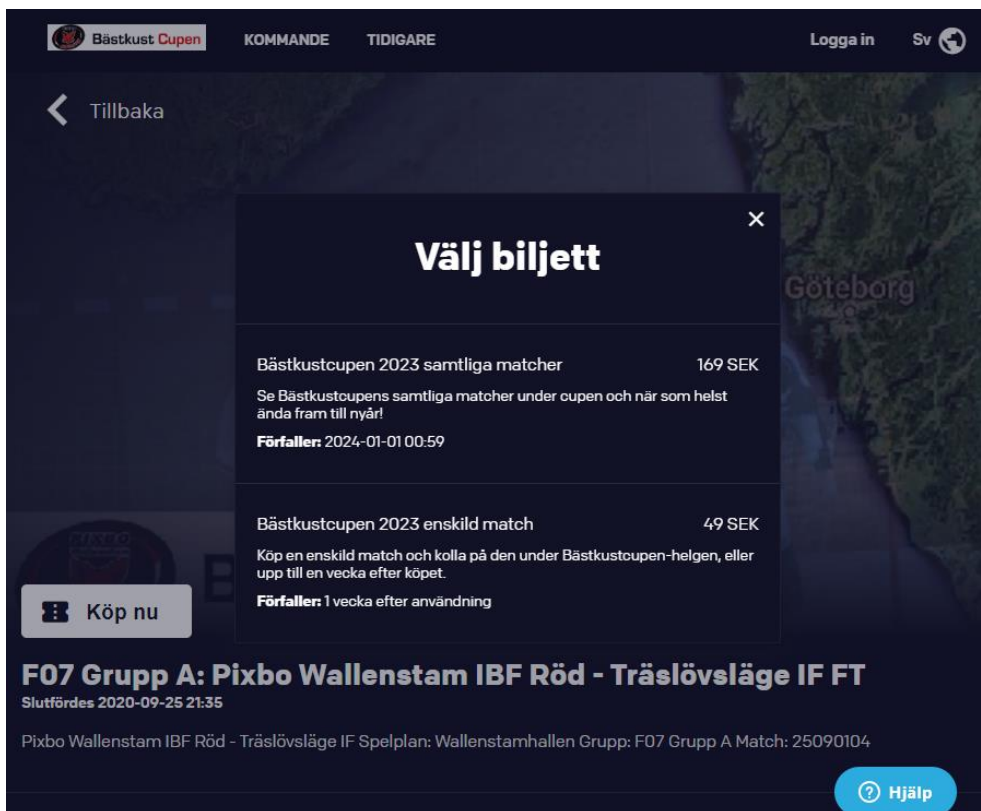 Bästkust Cupen KOMMANDE TIDIGARE Logga in Sv
Tillbaka
Välj biljett
Göteborg
Bästkustcupen 2023 samtliga matcher 169 SEK
Se Bästkustcupens samtliga matcher under cupen och när som helst
ända fram till nyår!
Förfaller: 2024-01-01 00:59
Bästkustcupen 2023 enskild match 49 SEK
Köp en enskild match och kolla på den under Bästkustcupen-helgen, eller
upp till en vecka efter köpet.
Förfaller: 1 vecka efter användning
PIXBO
B
Köp nu
F07 Grupp A: Pixbo Wallenstam IBF Röd - Träslövsläge IF FT
Slutfördes 2020-09-25 21:35
Pixbo Wallenstam IBF Röd - Träslövsläge IF Spelplan: Wallenstamhallen Grupp: F07 Grupp A Match: 25090104
Hjälp